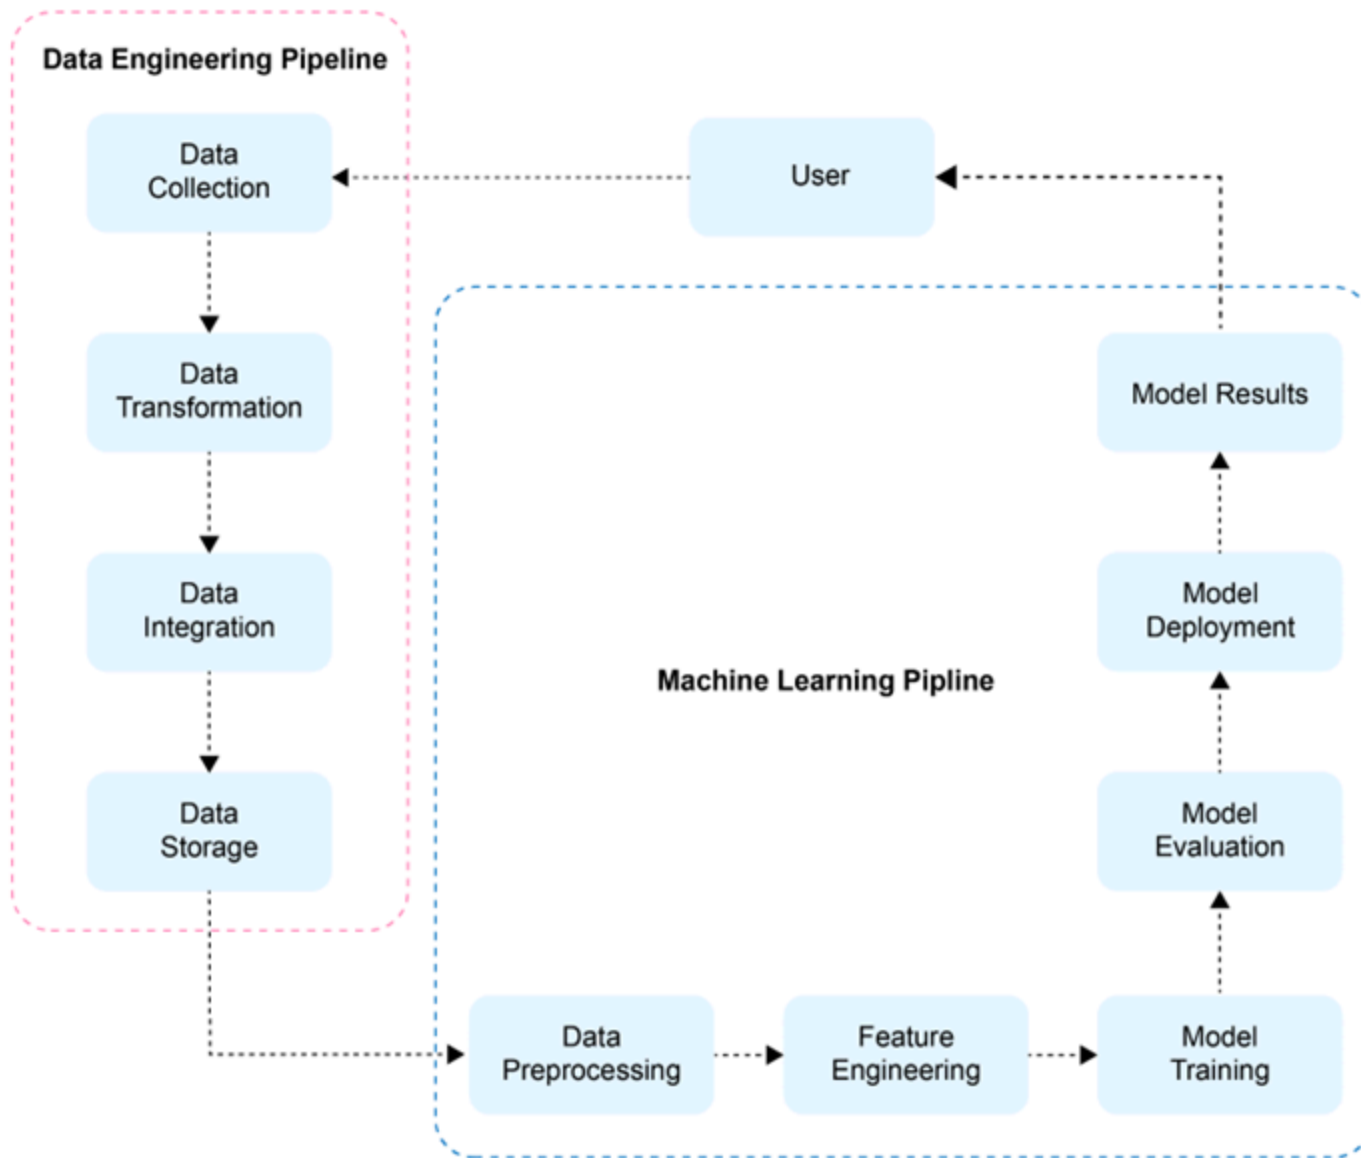 Data Engineering Pipeline
Data
Collection
User
Data
Transformation
Model Results
Data
Integration
Model
Deployment
Machine Learning Pipline
Data
Storage
Model
Evaluation
Data
Preprocessing
Feature
Engineering
Model
Training